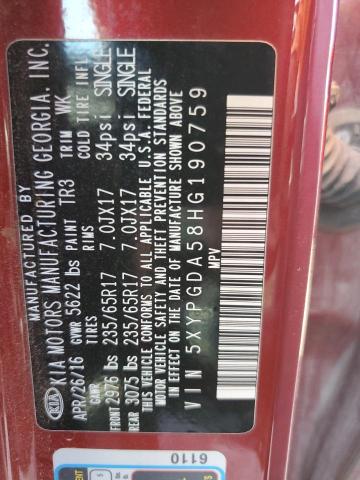 MANUFACTURED BY
KIA KIA MOTORS MANUFACTURING GEORGIA, INC.
APR/26/16 GVWR 5622 lbs PAINT TR3 TRIM WK
GAWR TIRES RIMS COLD TIRE INFL
FRONT 2976 lbs 235/65R17 7.0JX17 34psi SINGLE
REAR 3075 lbs 235/65R17 7.0JX17 34psi SINGLE
THIS VEHICLE CONFORMS TO ALL APPLICABLE U.S.A. FEDERAL
MOTOR VEHICLE SAFETY AND THEFT PREVENTION STANDARDS
IN EFFECT ON THE DATE OF MANUFACTURE SHOWN ABOVE
VIN 5XYPGDA58HG190759
MPV
6110